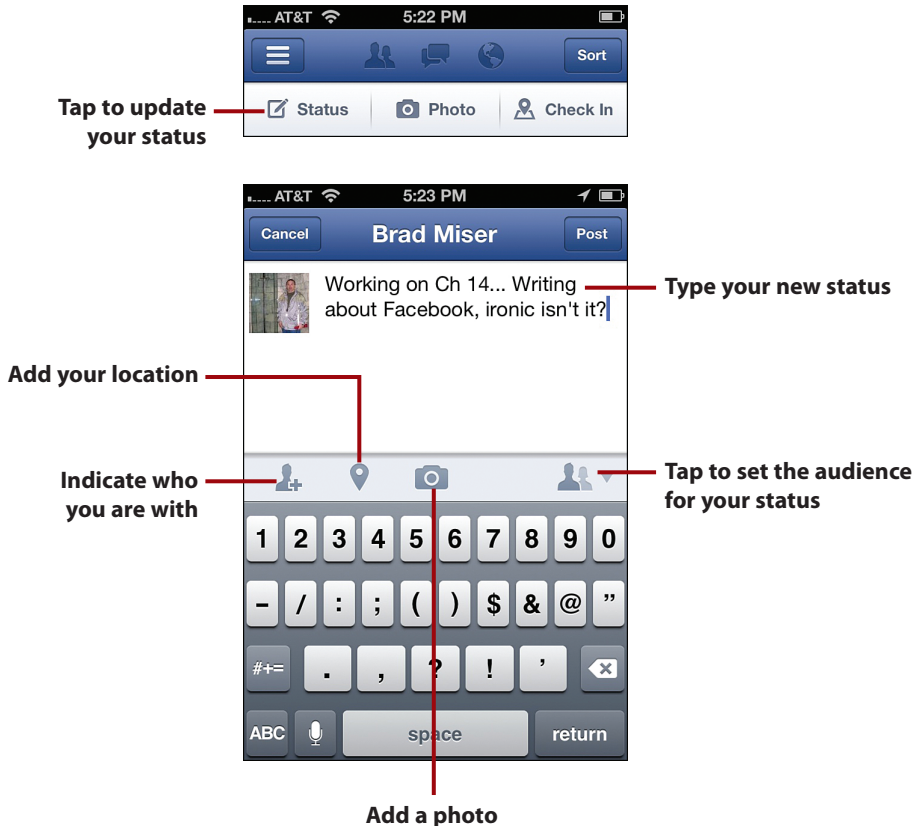 AT&T 5:22 PM
Sort
Tap to update
your status
Status Photo Check In
AT&T 5:23 PM
Cancel Brad Miser Post
Working on Ch 14... Writing
about Facebook, ironic isn't it?
Type your new status
Add your location
Indicate who
you are with
Tap to set the audience
for your status
1 2 3 4 5 6 7 8 9 0
- / : ; ( ) $ & @ ”
#+= . , ? ! ’
ABC space return
Add a photo